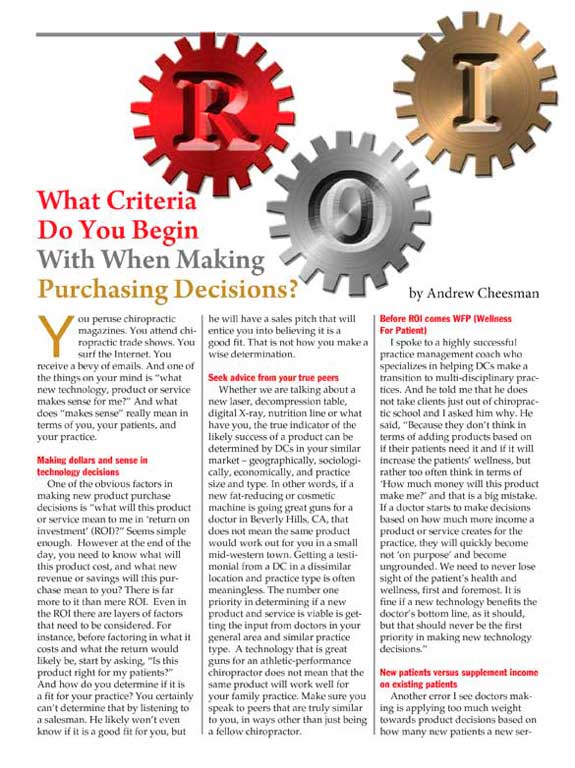 R
O
I
What Criteria
Do You Begin
With When Making
Purchasing Decisions?
by Andrew Cheesman
You peruse chiropractic
magazines. You attend chi-
ropractic trade shows. You
surf the Internet. You
receive a bevy of emails. And one of
the things on your mind is “what
new technology, product or service
makes sense for me?” And what
does “makes sense” really mean in
terms of you, your patients, and
your practice.
Making dollars and sense in
technology decisions
One of the obvious factors in
making new product purchase
decisions is “what will this product
or service mean to me in ‘return on
investment’ (ROI)?” Seems simple
enough. However at the end of the
day, you need to know what will
this product cost, and what new
revenue or savings will this pur-
chase mean to you? There is far
more to it than mere ROI. Even in
the ROI there are layers of factors
that need to be considered. For
instance, before factoring in what it
costs and what the return would
likely be, start by asking, “Is this
product right for my patients?”
And how do you determine if it is
a fit for your practice? You certainly
can’t determine that by listening to
a salesman. He likely won’t even
know if it is a good fit for you, but
he will have a sales pitch that will
entice you into believing it is a
good fit. That is not how you make a
wise determination.
Seek advice from your true peers
Whether we are talking about a
new laser, decompression table,
digital X-ray, nutrition line or what
have you, the true indicator of the
likely success of a product can be
determined by DCs in your similar
market – geographically, sociologi-
cally, economically, and practice
size and type. In other words, if a
new fat-reducing or cosmetic
machine is going great guns for a
doctor in Beverly Hills, CA, that
does not mean the same product
would work out for you in a small
mid-western town. Getting a testi-
monial from a DC in a dissimilar
location and practice type is often
meaningless. The number one
priority in determining if a new
product and service is viable is get-
ting the input from doctors in your
general area and similar practice
type. A technology that is great
guns for an athletic-performance
chiropractor does not mean that the
same product will work well for
your family practice. Make sure you
speak to peers that are truly similar
to you, in ways other than just being
a fellow chiropractor.
Before ROI comes WFP (Wellness
For Patient)
I spoke to a highly successful
practice management coach who
specializes in helping DCs make a
transition to multi-disciplinary prac-
tices. And he told me that he does
not take clients just out of chiroprac-
tic school and I asked him why. He
said, “Because they don’t think in
terms of adding products based on
if their patients need it and if it will
increase the patients’ wellness, but
rather too often think in terms of
‘How much money will this product
make me?’ and that is a big mistake.
If a doctor starts to make decisions
based on how much more income a
product or service creates for the
practice, they will quickly become
not ‘on purpose’ and become
ungrounded. We need to never lose
sight of the patient’s health and
wellness, first and foremost. It is
fine if a new technology benefits the
doctor’s bottom line, as it should,
but that should never be the first
priority in making new technology
decisions.”
New patients versus supplement income
on existing patients
Another error I see doctors mak-
ing is applying too much weight
towards product decisions based on
how many new patients a new ser-